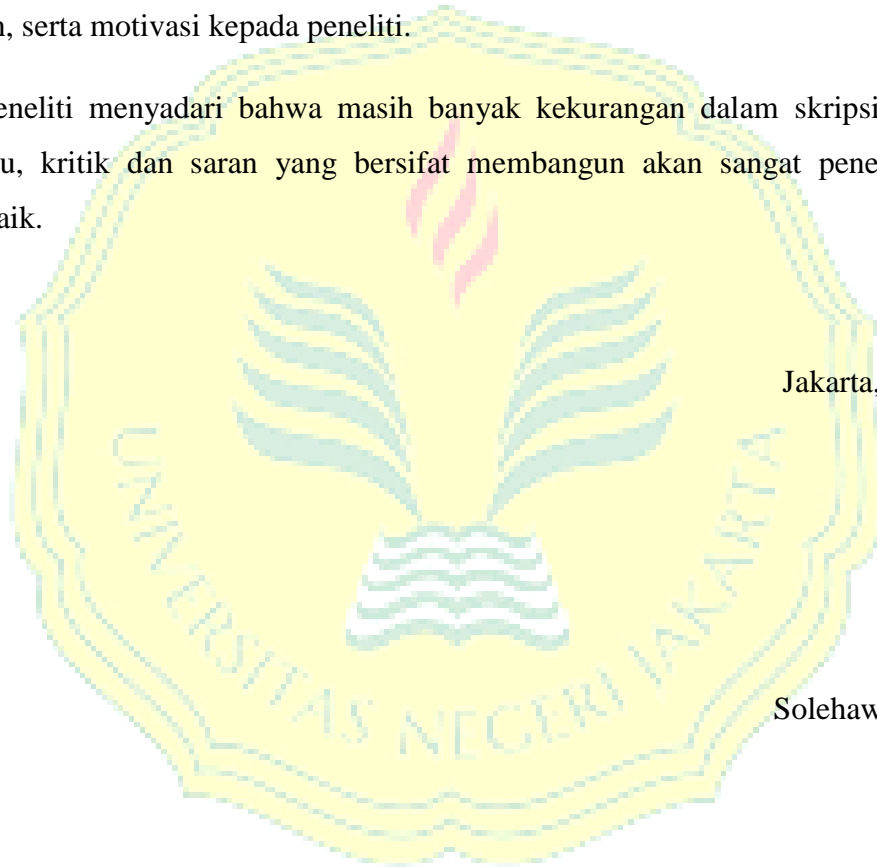 , serta motivasi kepada peneliti.
eneliti menyadari bahwa masih banyak kekurangan dalam skripsi
u, kritik dan saran yang bersifat membangun akan sangat pene
aik.
Jakarta,
Solehaw
UNIVERSITAS NEGERI JAKARTA